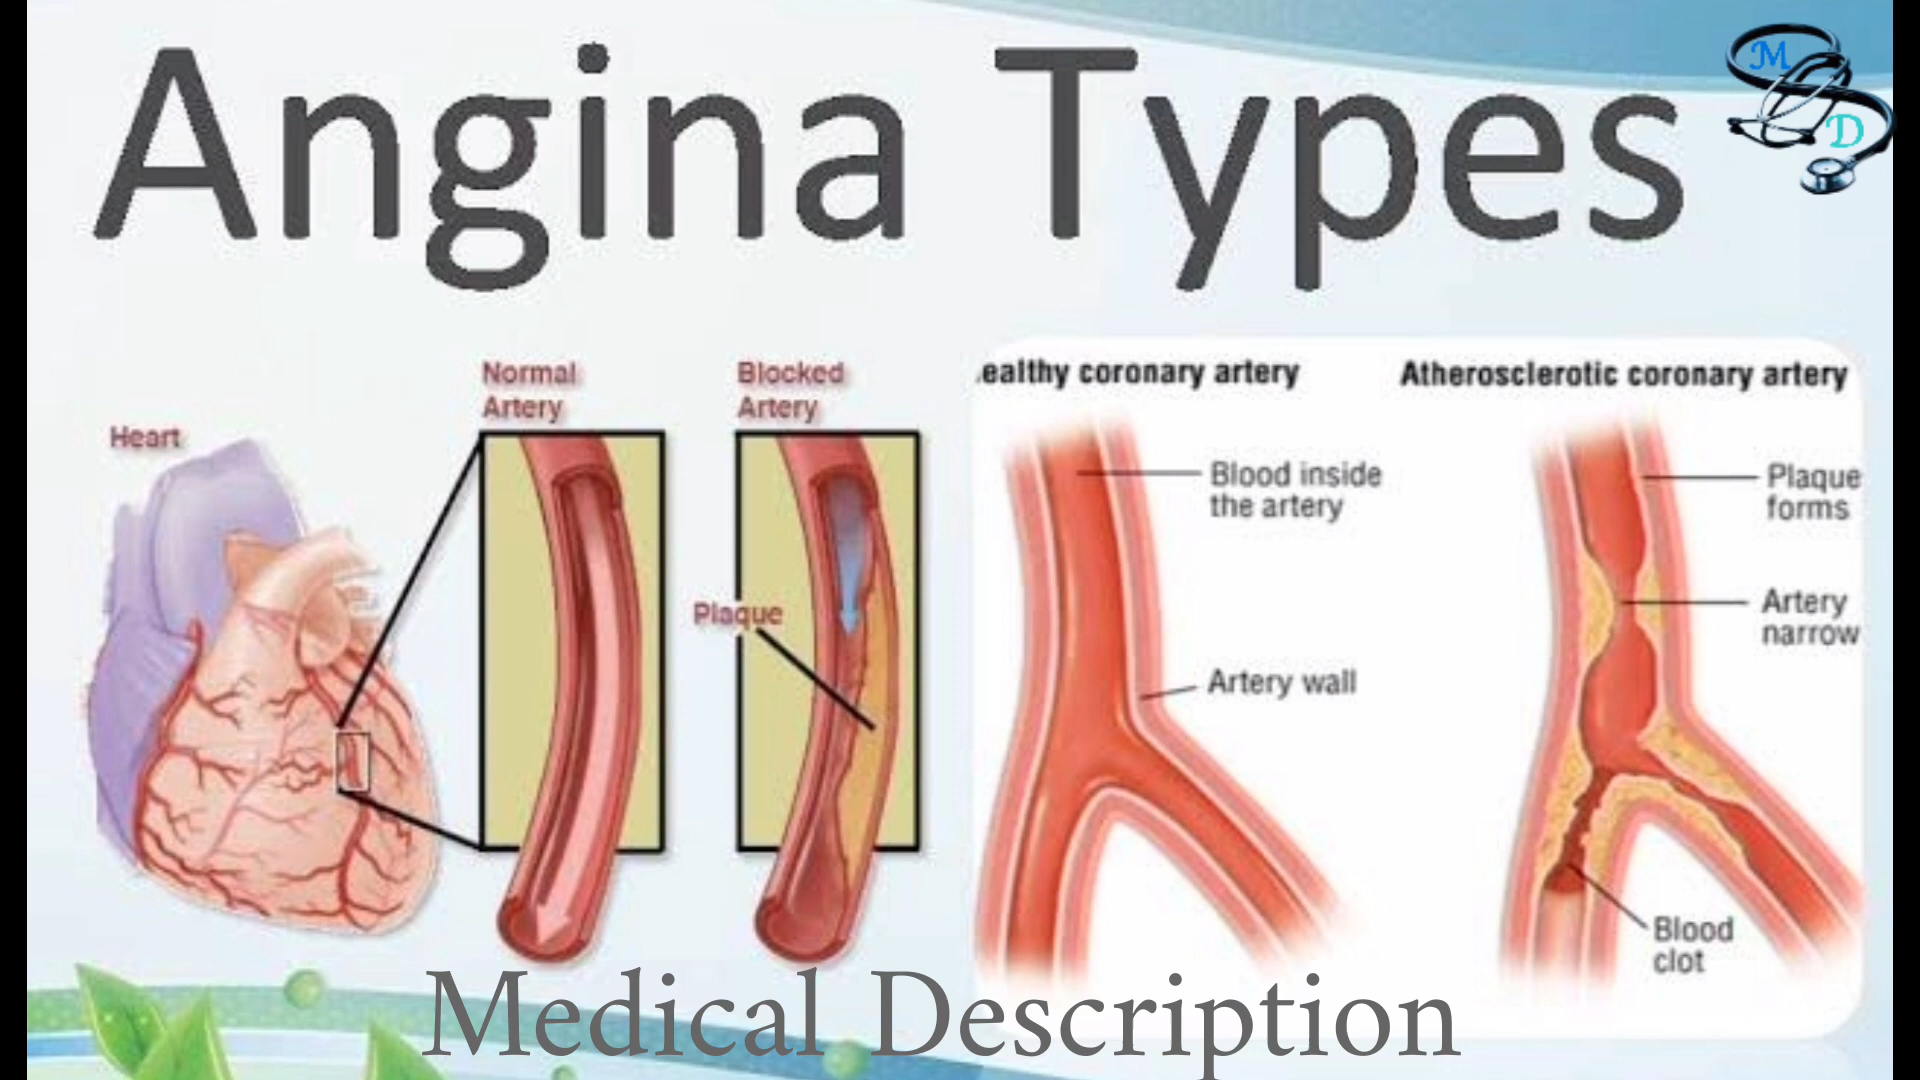 Angina Types
M
D
Heart
Normal
Artery
Blocked
Artery
Plaque
ealthy coronary artery
Blood inside
the artery
Artery wall
Atherosclerotic coronary artery
Plaque
forms
Artery
narrow
Blood
clot
Medical Description